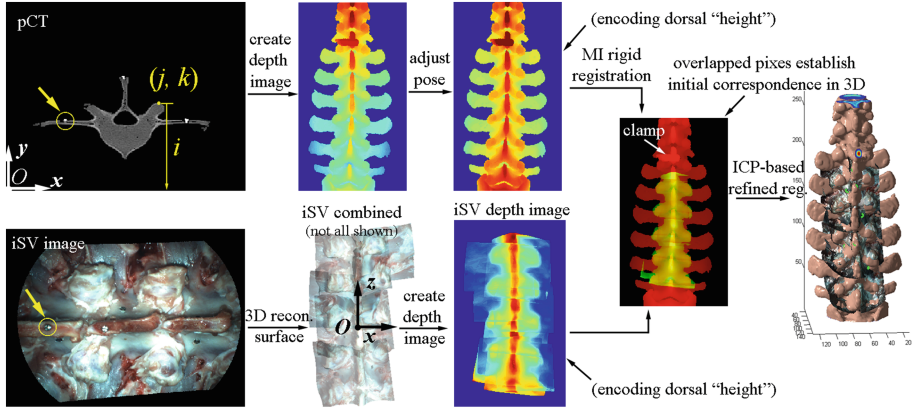 pCT
(j, k)
i
y
O
x
create
depth
image
adjust
pose
(encoding dorsal “height”)
MI rigid
registration
overlapped pixes establish
initial correspondence in 3D
clamp
ICP-based
refined reg.
250
200
150
100
50
140 120 100 80 60 40 20
iSV image
3D recon.
surface
iSV combined
(not all shown)
z
O
x
create
depth
image
iSV depth image
(encoding dorsal “height”)